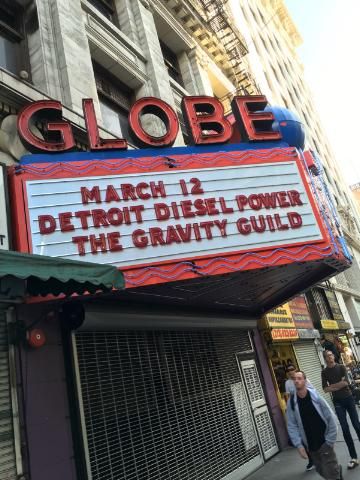 GLOBE
MARCH 12
DETROIT DIESEL POWER
THE GRAVITY GUILD